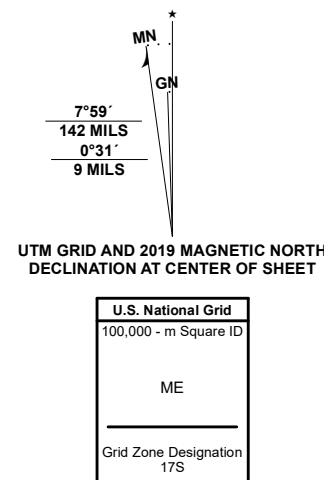 ★
MN
GN
7°59´
142 MILS
0°31´
9 MILS
UTM GRID AND 2019 MAGNETIC NORTH
DECLINATION AT CENTER OF SHEET
U.S. National Grid
100,000 - m Square ID
ME
Grid Zone Designation
17S